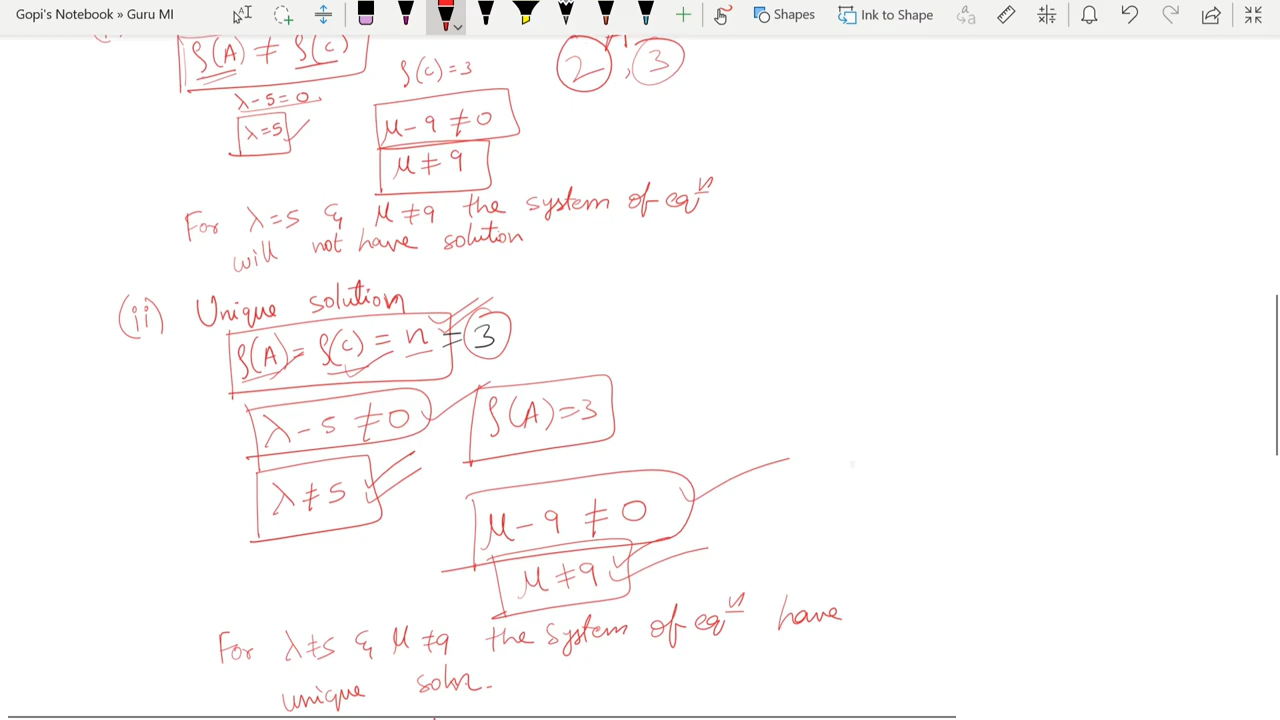 Gopi's Notebook » Guru MI
Shapes
Ink to Shape
ρ(A) ≠ ρ(C)
λ-5=0
λ=5
ρ(C)=3
μ-9 ≠0
μ≠9
2, 3
For λ=5 & μ≠9 the system of eqⁿ
will not have solution
(ii) Unique solution
ρ(A)= ρ(C) = n = 3
λ-5 ≠0
ρ(A)=3
λ≠5
μ-9 ≠0
μ≠9
For λ≠5 & μ≠9 the system of eqⁿ have
unique soln.